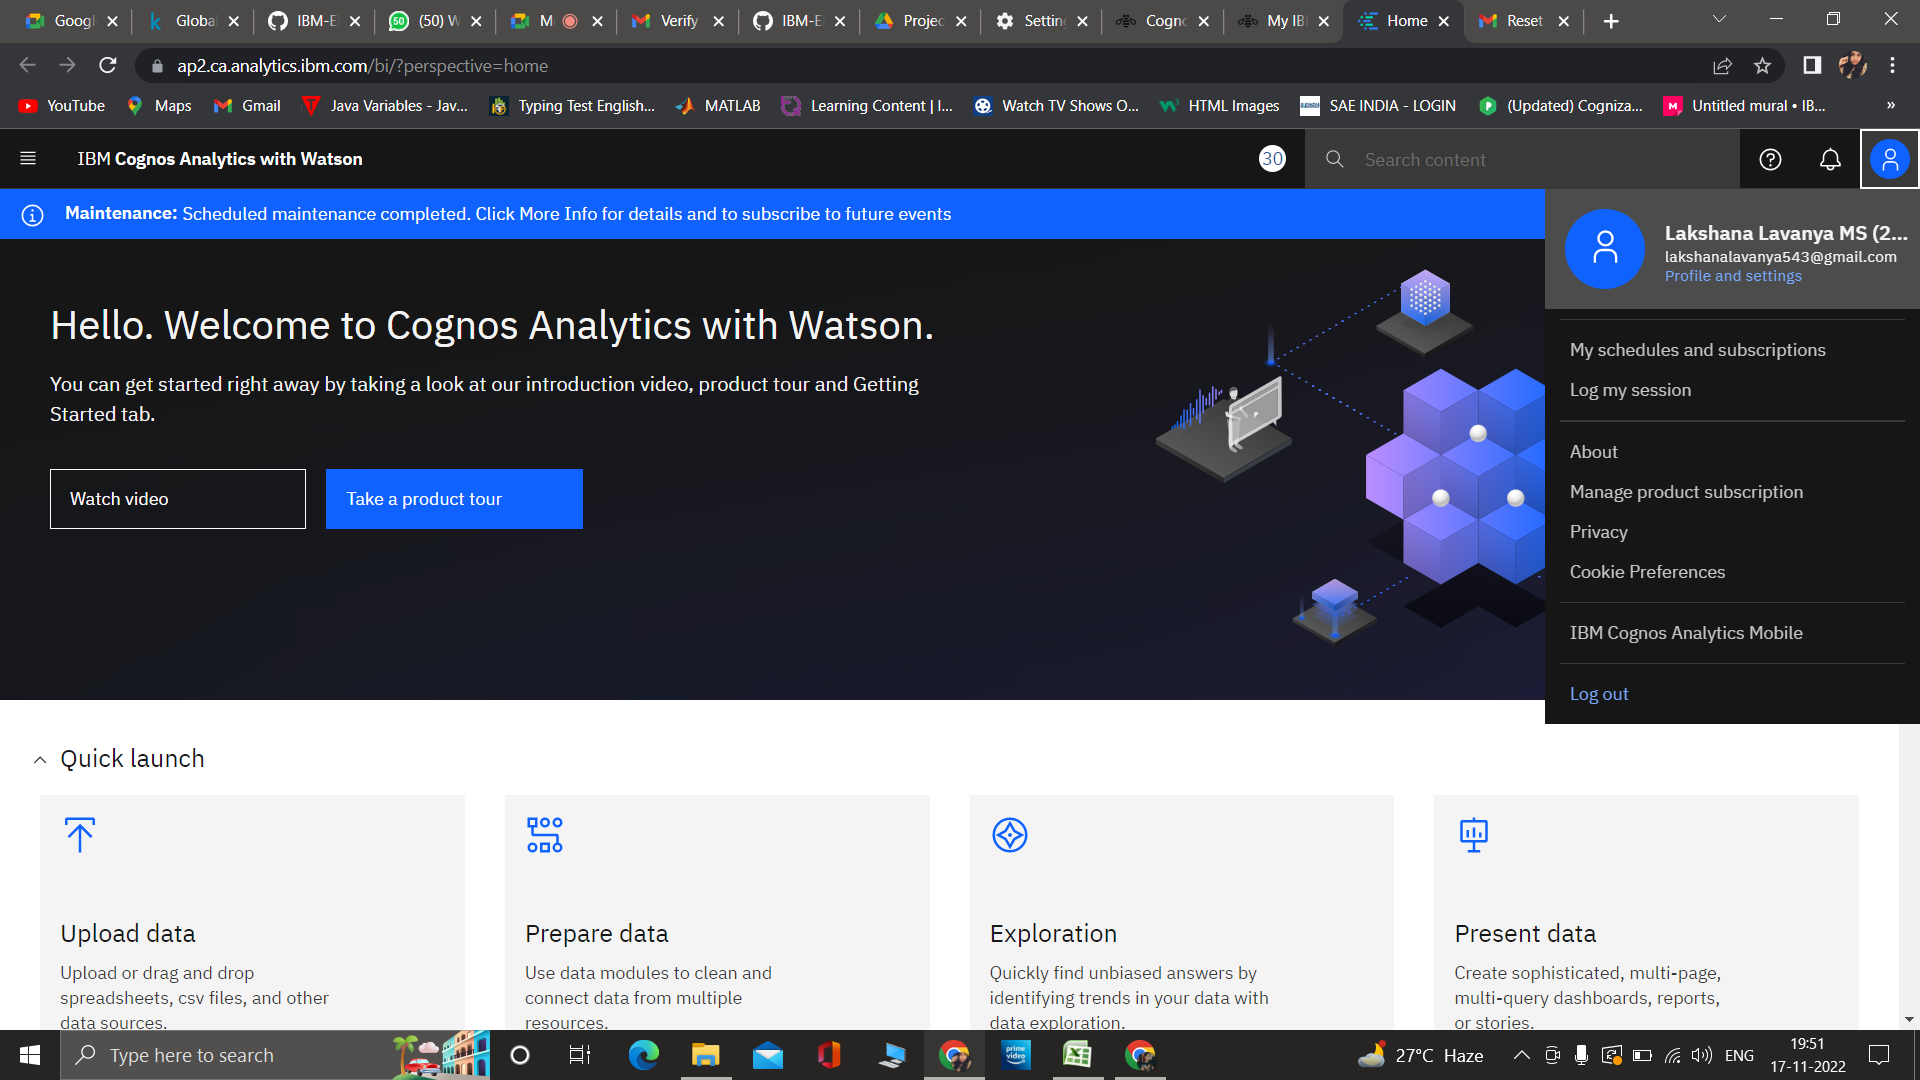 Googl
Global
IBM-E
(50) W
M
Verify
IBM-E
Projec
Settin
Cogn
My IB
Home
Reset
ap2.ca.analytics.ibm.com/bi/?perspective=home
YouTube
Maps
Gmail
Java Variables - Jav...
Typing Test English...
MATLAB
Learning Content | I...
Watch TV Shows O...
HTML Images
SAE INDIA - LOGIN
(Updated) Cogniza...
Untitled mural • IB...
»
IBM Cognos Analytics with Watson
30
Search content
Maintenance: Scheduled maintenance completed. Click More Info for details and to subscribe to future events
Lakshana Lavanya MS (2...
lakshanalavanya543@gmail.com
Profile and settings
Hello. Welcome to Cognos Analytics with Watson.
You can get started right away by taking a look at our introduction video, product tour and Getting
Started tab.
Watch video
Take a product tour
My schedules and subscriptions
Log my session
About
Manage product subscription
Privacy
Cookie Preferences
IBM Cognos Analytics Mobile
Log out
Quick launch
Upload data
Upload or drag and drop
spreadsheets, csv files, and other
data sources.
Prepare data
Use data modules to clean and
connect data from multiple
resources.
Exploration
Quickly find unbiased answers by
identifying trends in your data with
data exploration.
Present data
Create sophisticated, multi-page,
multi-query dashboards, reports,
or stories.
Type here to search
prime
video
27°C Haze
ENG
19:51
17-11-2022